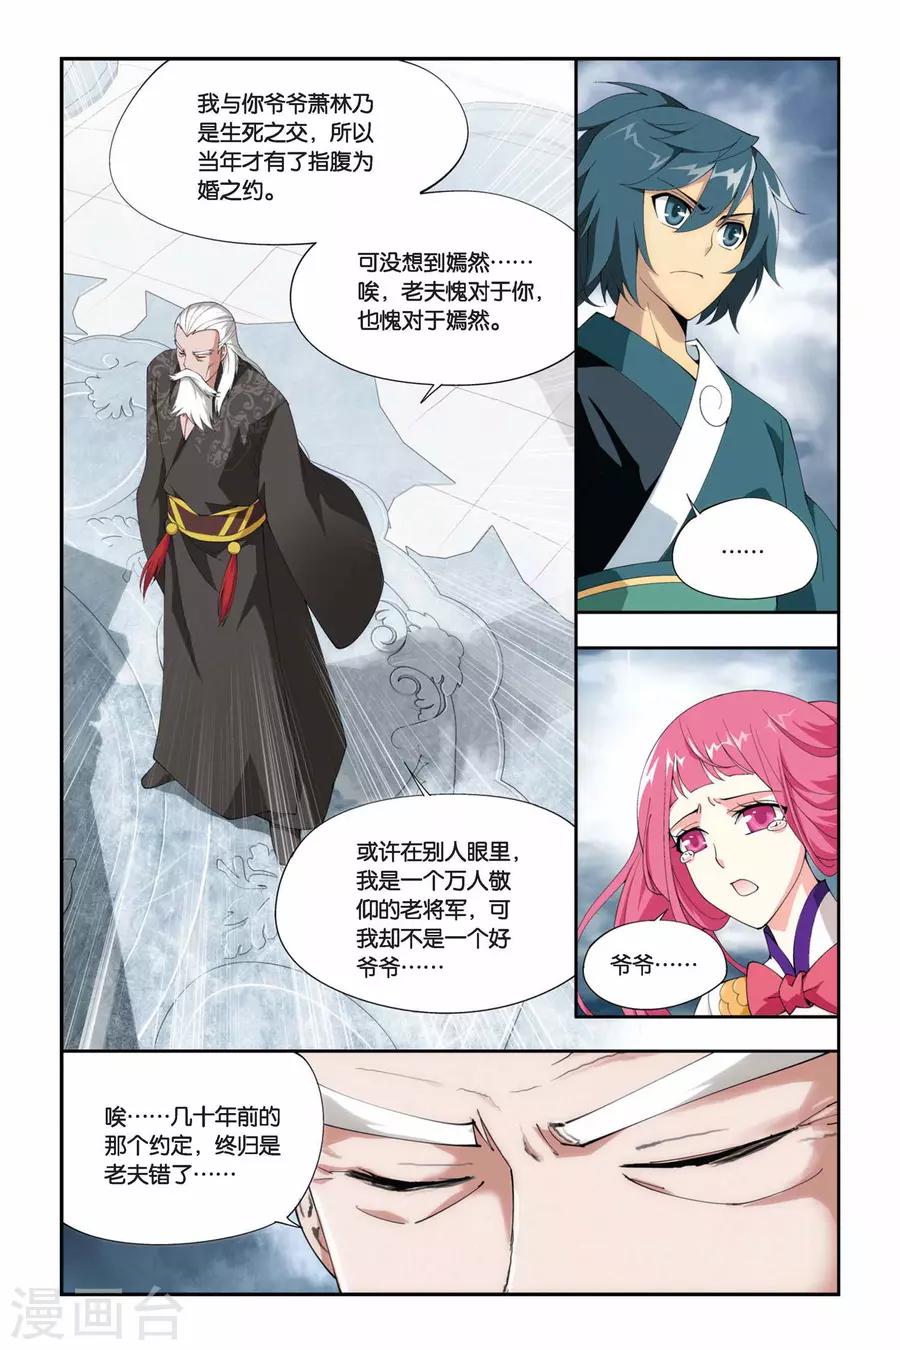 我与你爷爷萧林乃
是生死之交，所以
当年才有了指腹为
婚之约。
可没想到嫣然……
唉，老夫愧对于你，
也愧对于嫣然。
……
或许在别人眼里，
我是一个万人敬
仰的老将军，可
我却不是一个好
爷爷……
爷爷……
唉……几十年前的
那个约定，终归是
老夫错了……
漫画台